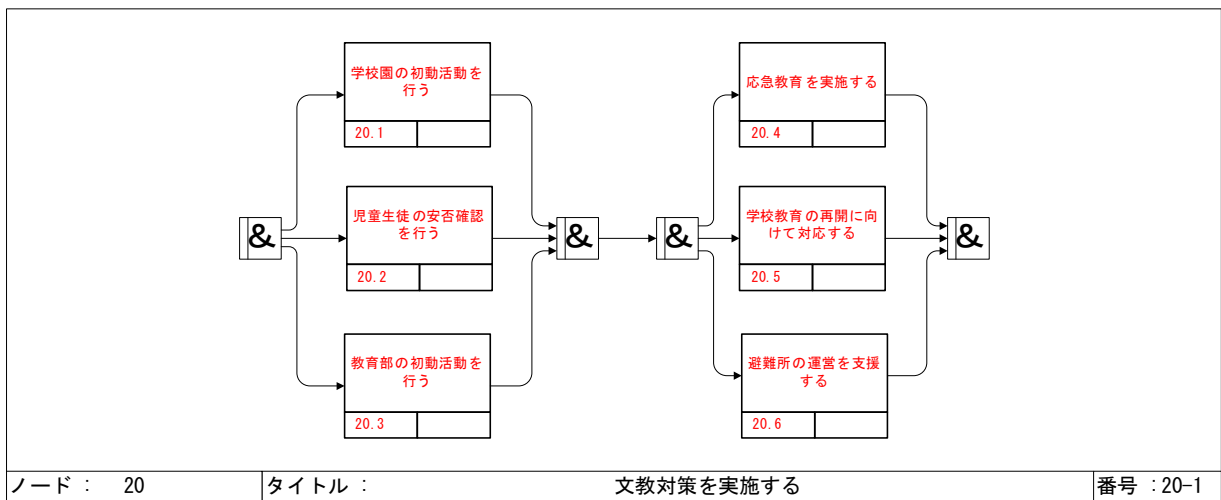 学校園の初動活動を
行う
20.1
児童生徒の安否確認
を行う
20.2
教育部の初動活動を
行う
20.3
&
&
&
応急教育を実施する
20.4
学校教育の再開に向
けて対応する
20.5
避難所の運営を支援
する
20.6
&
ノード : 20
タイトル : 文教対策を実施する
番号 :20-1